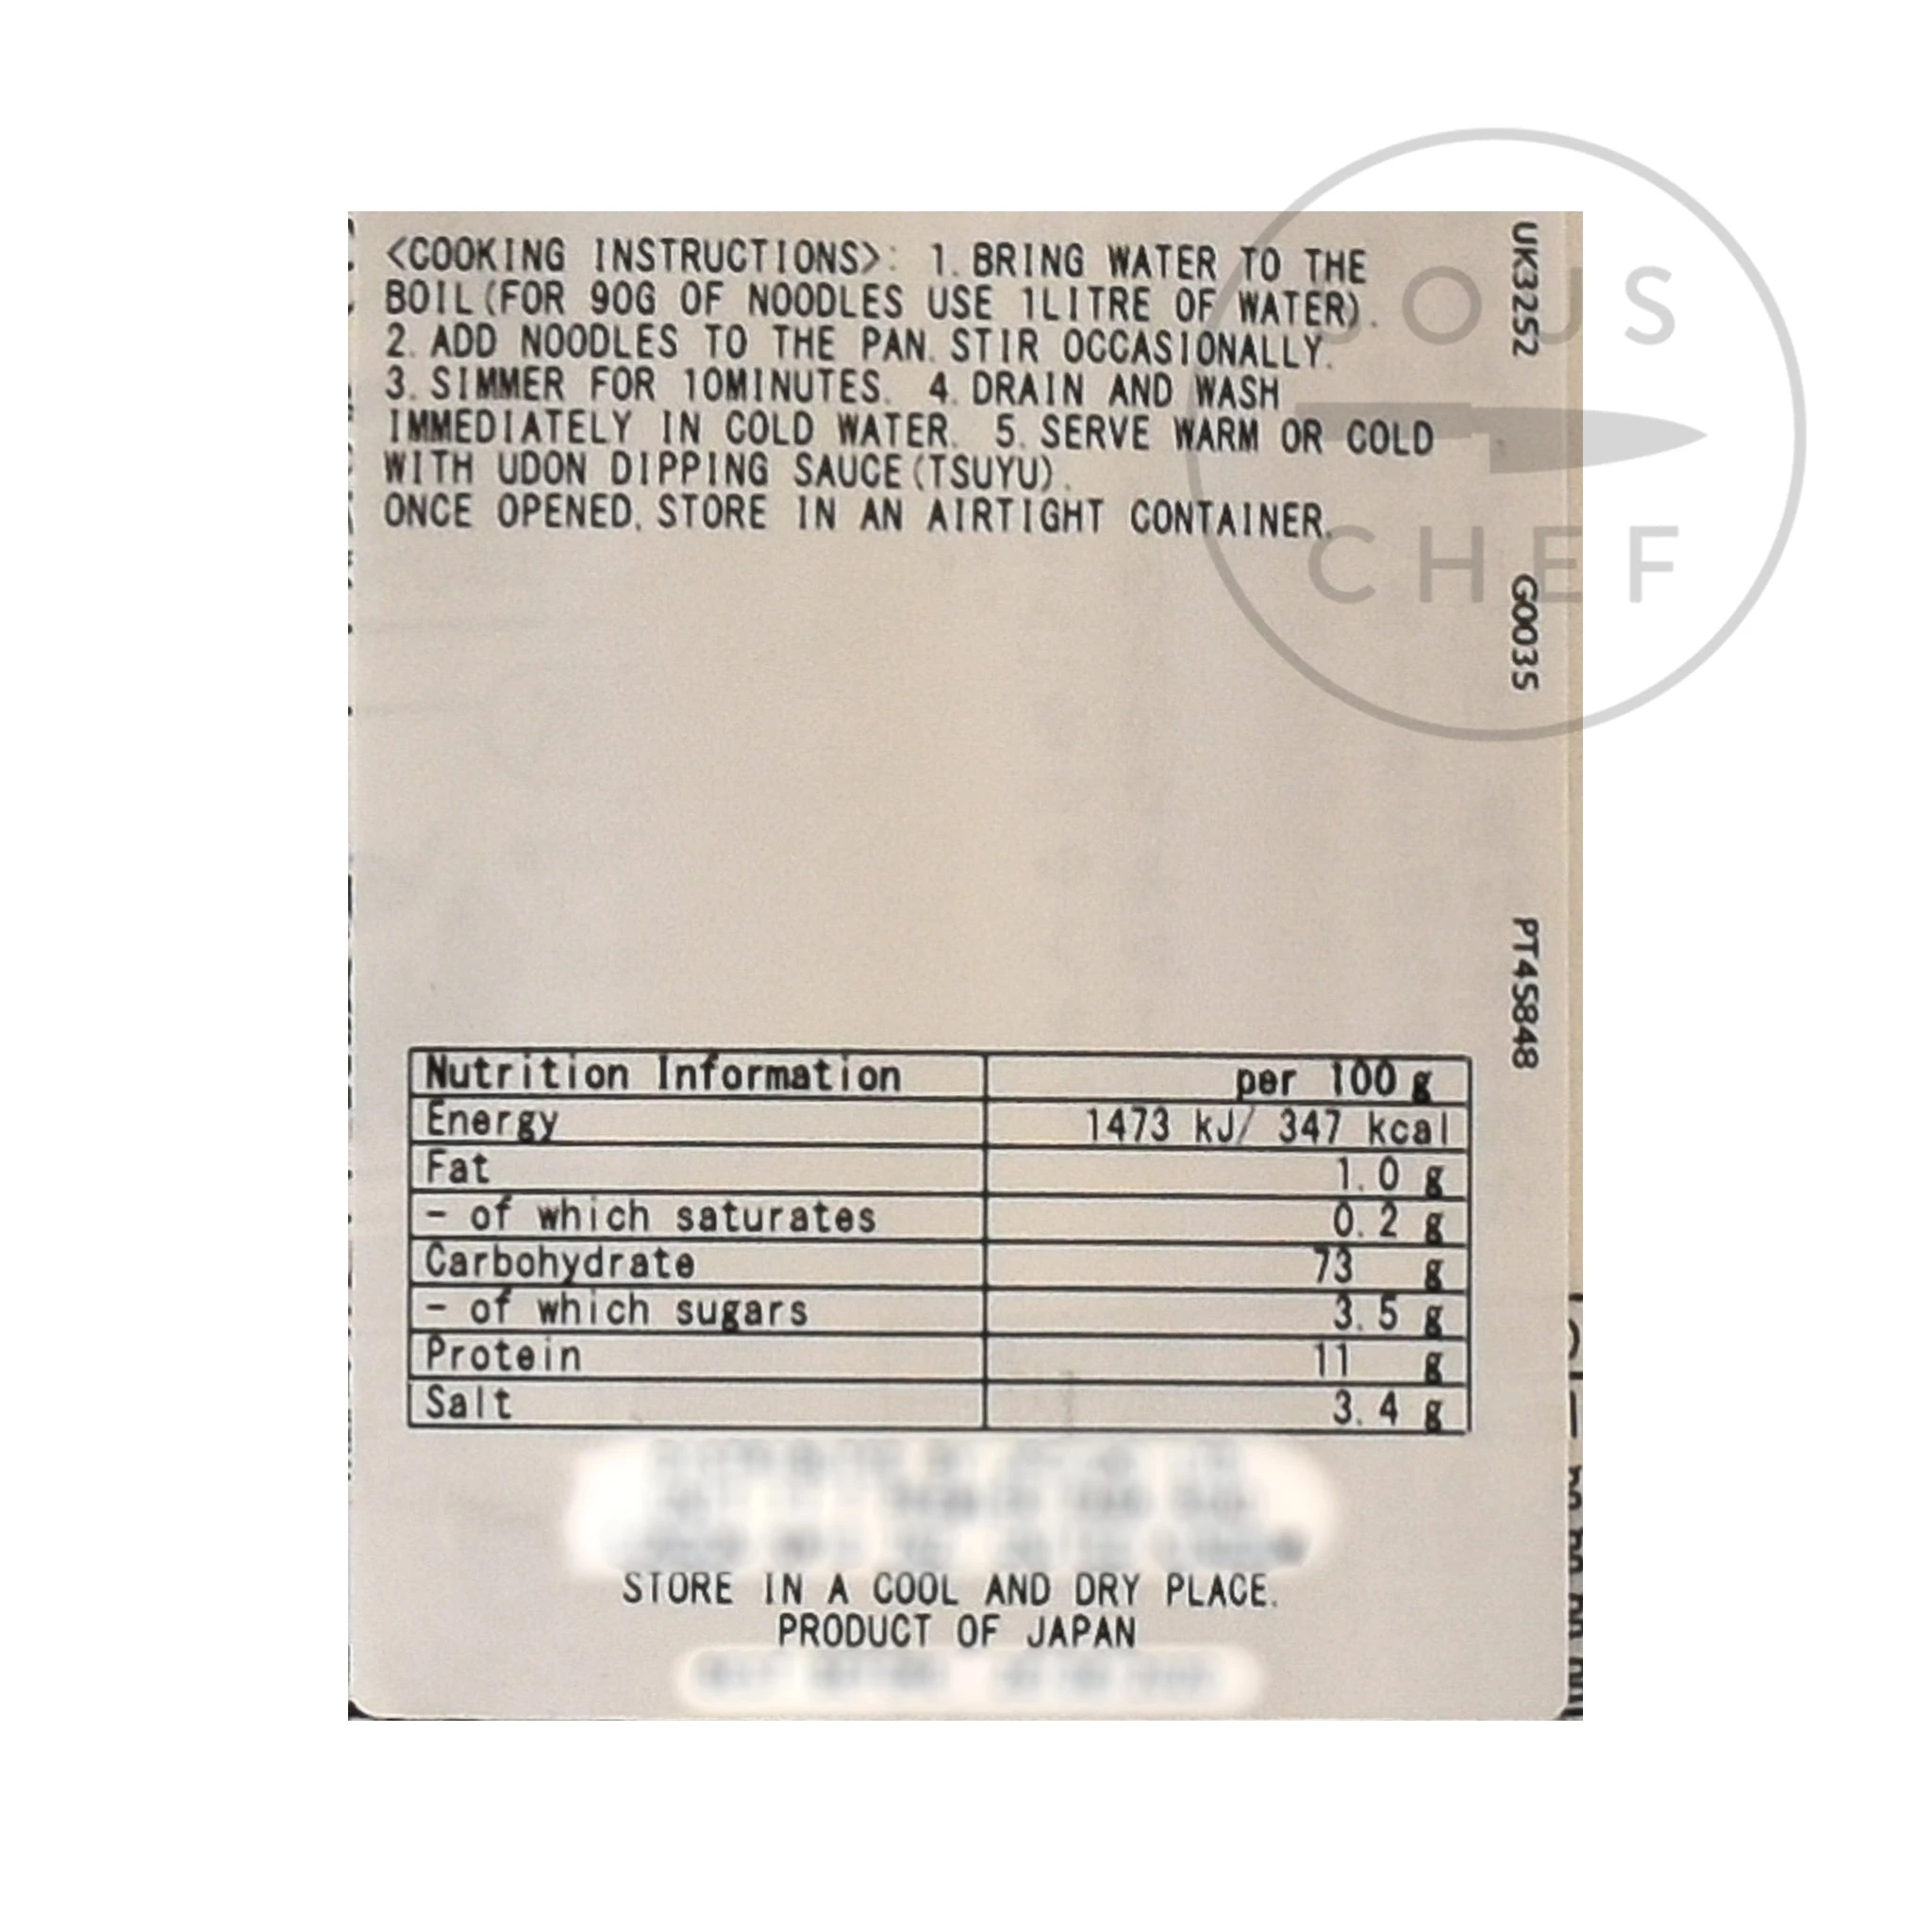 <COOKING INSTRUCTIONS>: 1. BRING WATER TO THE
BOIL(FOR 90G OF NOODLES USE 1LITRE OF WATER).
2. ADD NOODLES TO THE PAN. STIR OCCASIONALLY.
3. SIMMER FOR 10MINUTES. 4. DRAIN AND WASH
IMMEDIATELY IN COLD WATER. 5. SERVE WARM OR COLD
WITH UDON DIPPING SAUCE(TSUYU).
ONCE OPENED, STORE IN AN AIRTIGHT CONTAINER.
UK3252 G0035 PT45848
SOUS
CHEF
Nutrition Information per 100 g
Energy 1473 kJ/ 347 kcal
Fat 1.0 g
- of which saturates 0.2 g
Carbohydrate 73 g
- of which sugars 3.5 g
Protein 11 g
Salt 3.4 g
STORE IN A COOL AND DRY PLACE.
PRODUCT OF JAPAN